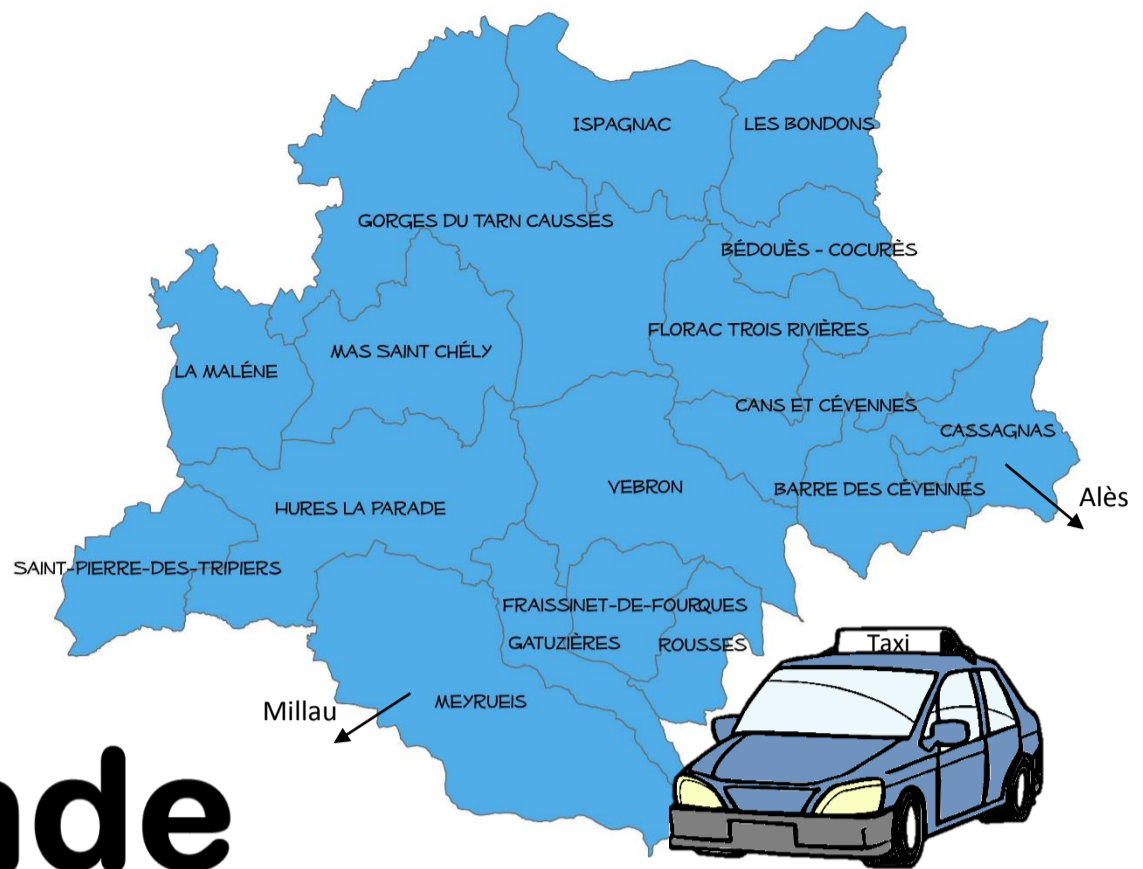 ISPAGNAC
LES BONDONS
GORGES DU TARN CAUSSES
BÉDOUÈS - COCURÈS
FLORAC TROIS RIVIÈRES
MAS SAINT CHÉLY
LA MALÉNE
CANS ET CÉVENNES
CASSAGNAS
VEBRON
BARRE DES CÉVENNES
Alès
HURES LA PARADE
SAINT-PIERRE-DES-TRIPIERS
FRAISSINET-DE-FOURQUES
GATUZIÈRES
ROUSSES
Taxi
MEYRUEIS
Millau
de